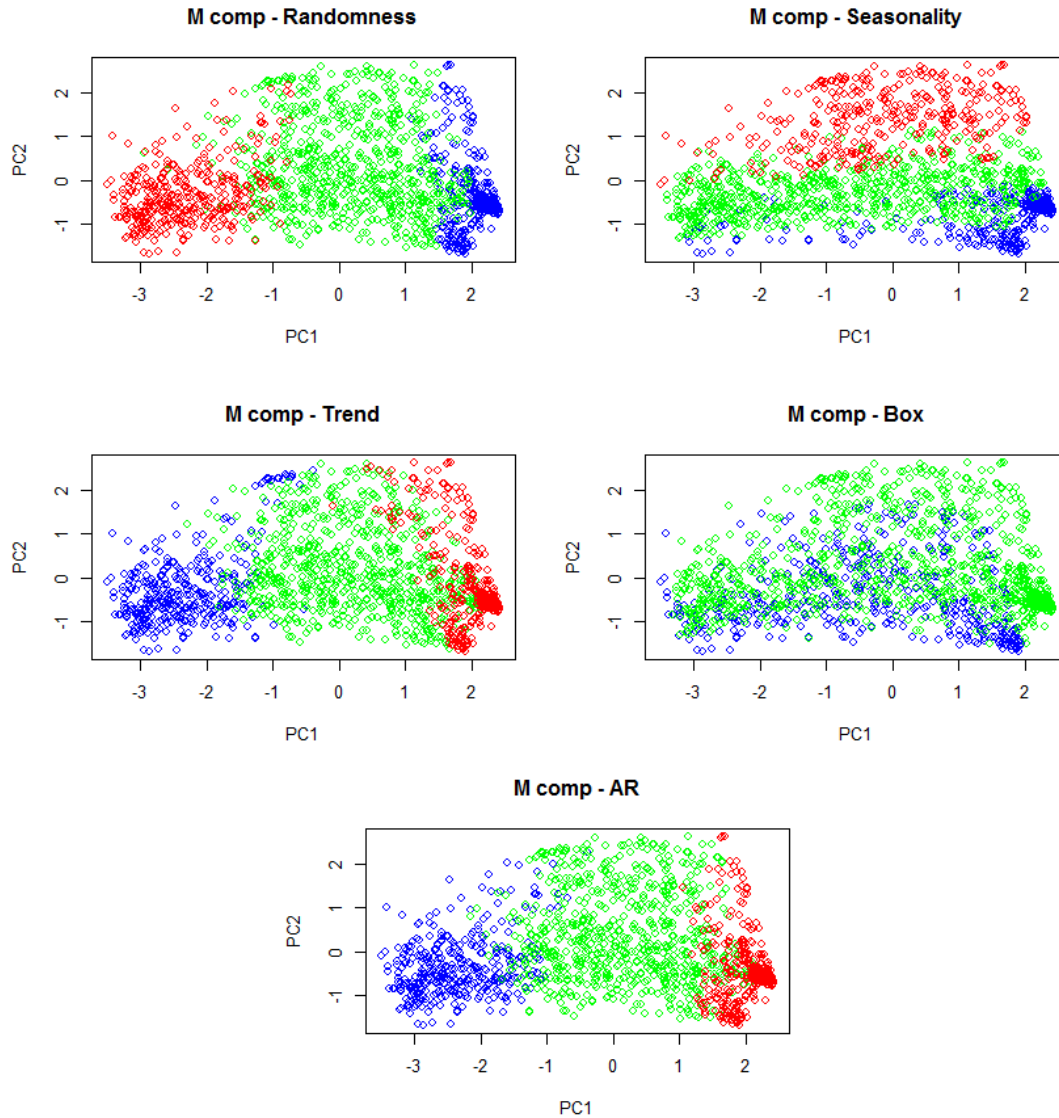 M comp - Randomness
PC2
2
1
0
-1
-3 -2 -1 0 1 2
PC1
M comp - Seasonality
PC2
2
1
0
-1
-3 -2 -1 0 1 2
PC1
M comp - Trend
PC2
2
1
0
-1
-3 -2 -1 0 1 2
PC1
M comp - Box
PC2
2
1
0
-1
-3 -2 -1 0 1 2
PC1
M comp - AR
PC2
2
1
0
-1
-3 -2 -1 0 1 2
PC1